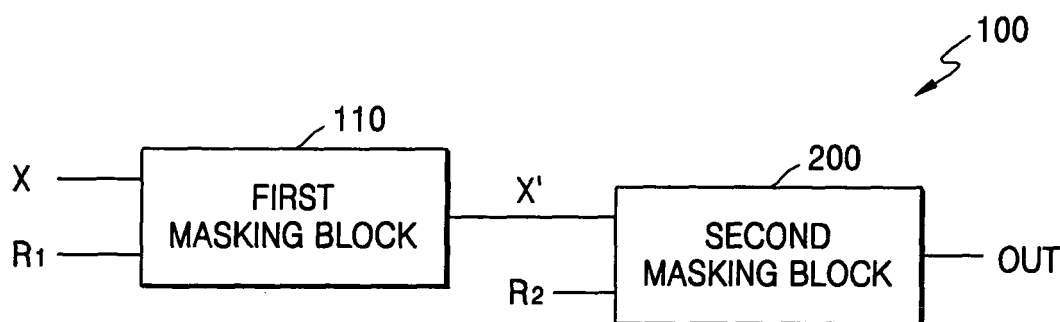 100
110
X
FIRST
MASKING BLOCK
R1
X'
200
SECOND
MASKING BLOCK
R2
OUT